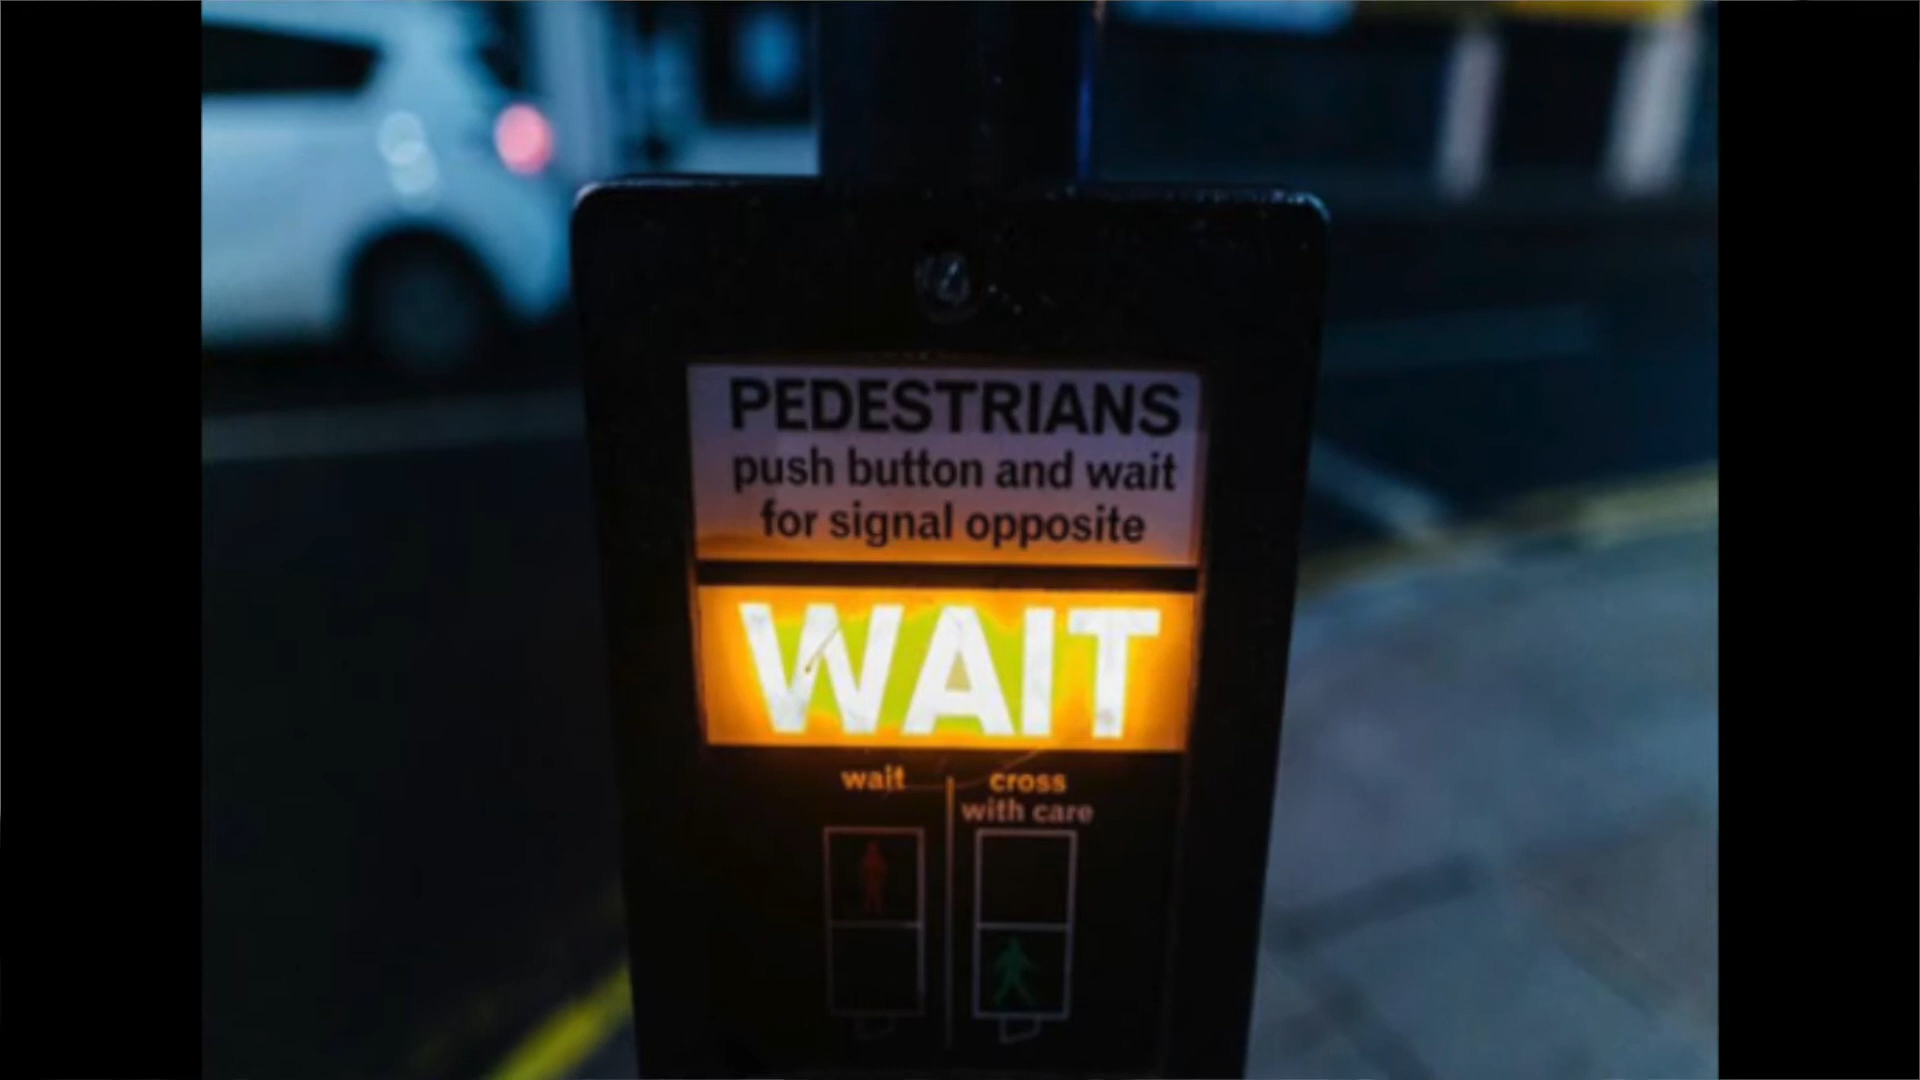 PEDESTRIANS
push button and wait
for signal opposite
WAIT
wait
cross
with care